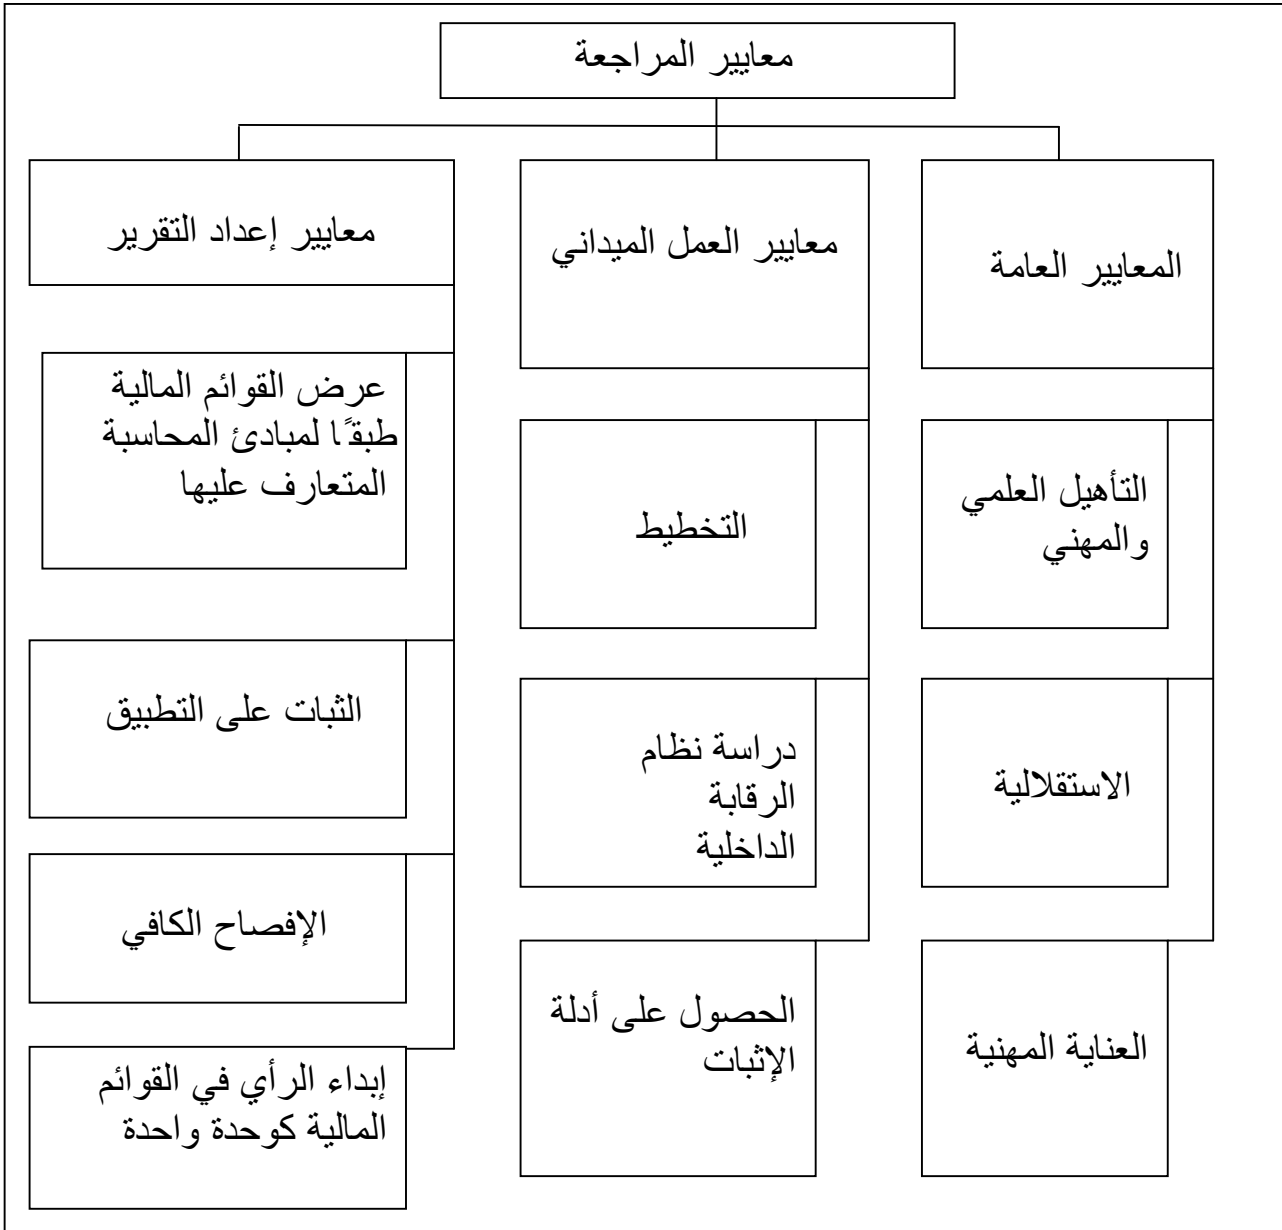 معايير المراجعة
المعايير العامة
التأهيل العلمي
والمهني
الاستقلالية
العناية المهنية
معايير العمل الميداني
التخطيط
دراسة نظام
الرقابة
الداخلية
الحصول على أدلة
الإثبات
معايير إعداد التقرير
عرض القوائم المالية
طبقًا لمبادئ المحاسبة
المتعارف عليها
الثبات على التطبيق
الإفصاح الكافي
إبداء الرأي في القوائم
المالية كوحدة واحدة